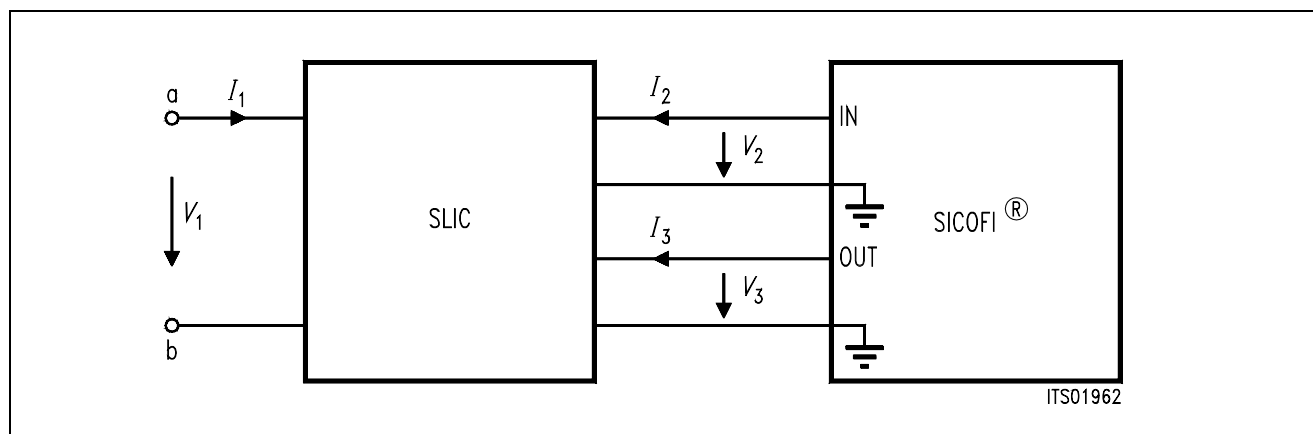 a
I1
I2
IN
V2
V1
SLIC
SICOFI®
I3
OUT
V3
b
ITS01962